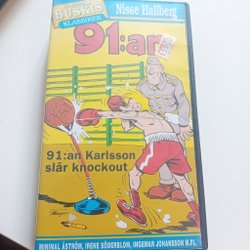 BUSKIS
KLASSIKER
Nisse Hallberg
91:an
91:an Karlsson
slår knockout
MINIMAL ÅSTRÖM, IRENE SÖDERBLOM, INGEMAR JOHANSSON M.FL.